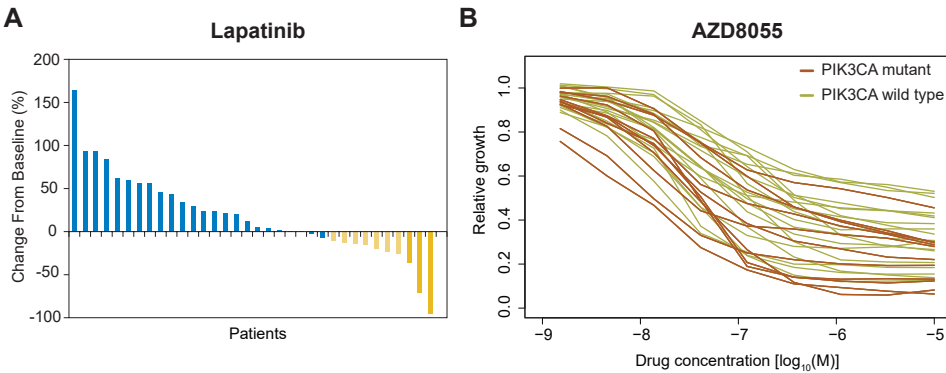 A
Lapatinib
Change From Baseline (%)
200
150
100
50
0
-50
-100
Patients
B
AZD8055
PIK3CA mutant
PIK3CA wild type
Relative growth
1.0
0.8
0.6
0.4
0.2
0.0
−9
−8
−7
−6
−5
Drug concentration [log10(M)]